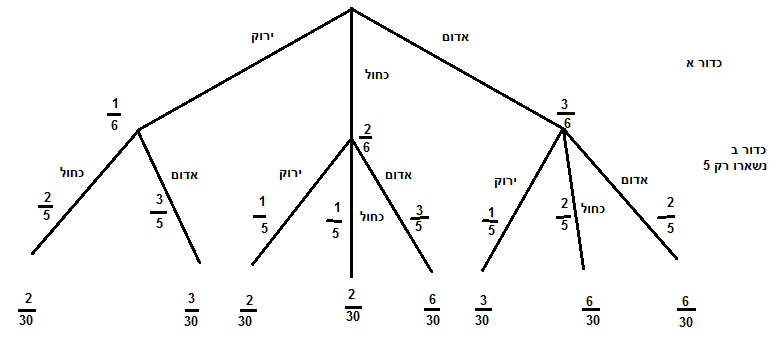 ירוק
אדום
כחול
כדור א
1/6
2/6
3/6
כדור ב
נשארו רק 5
כחול
אדום
ירוק
כחול
אדום
ירוק
כחול
אדום
2/5
3/5
1/5
1/5
3/5
1/5
2/5
2/5
2/30
3/30
2/30
2/30
6/30
3/30
6/30
6/30